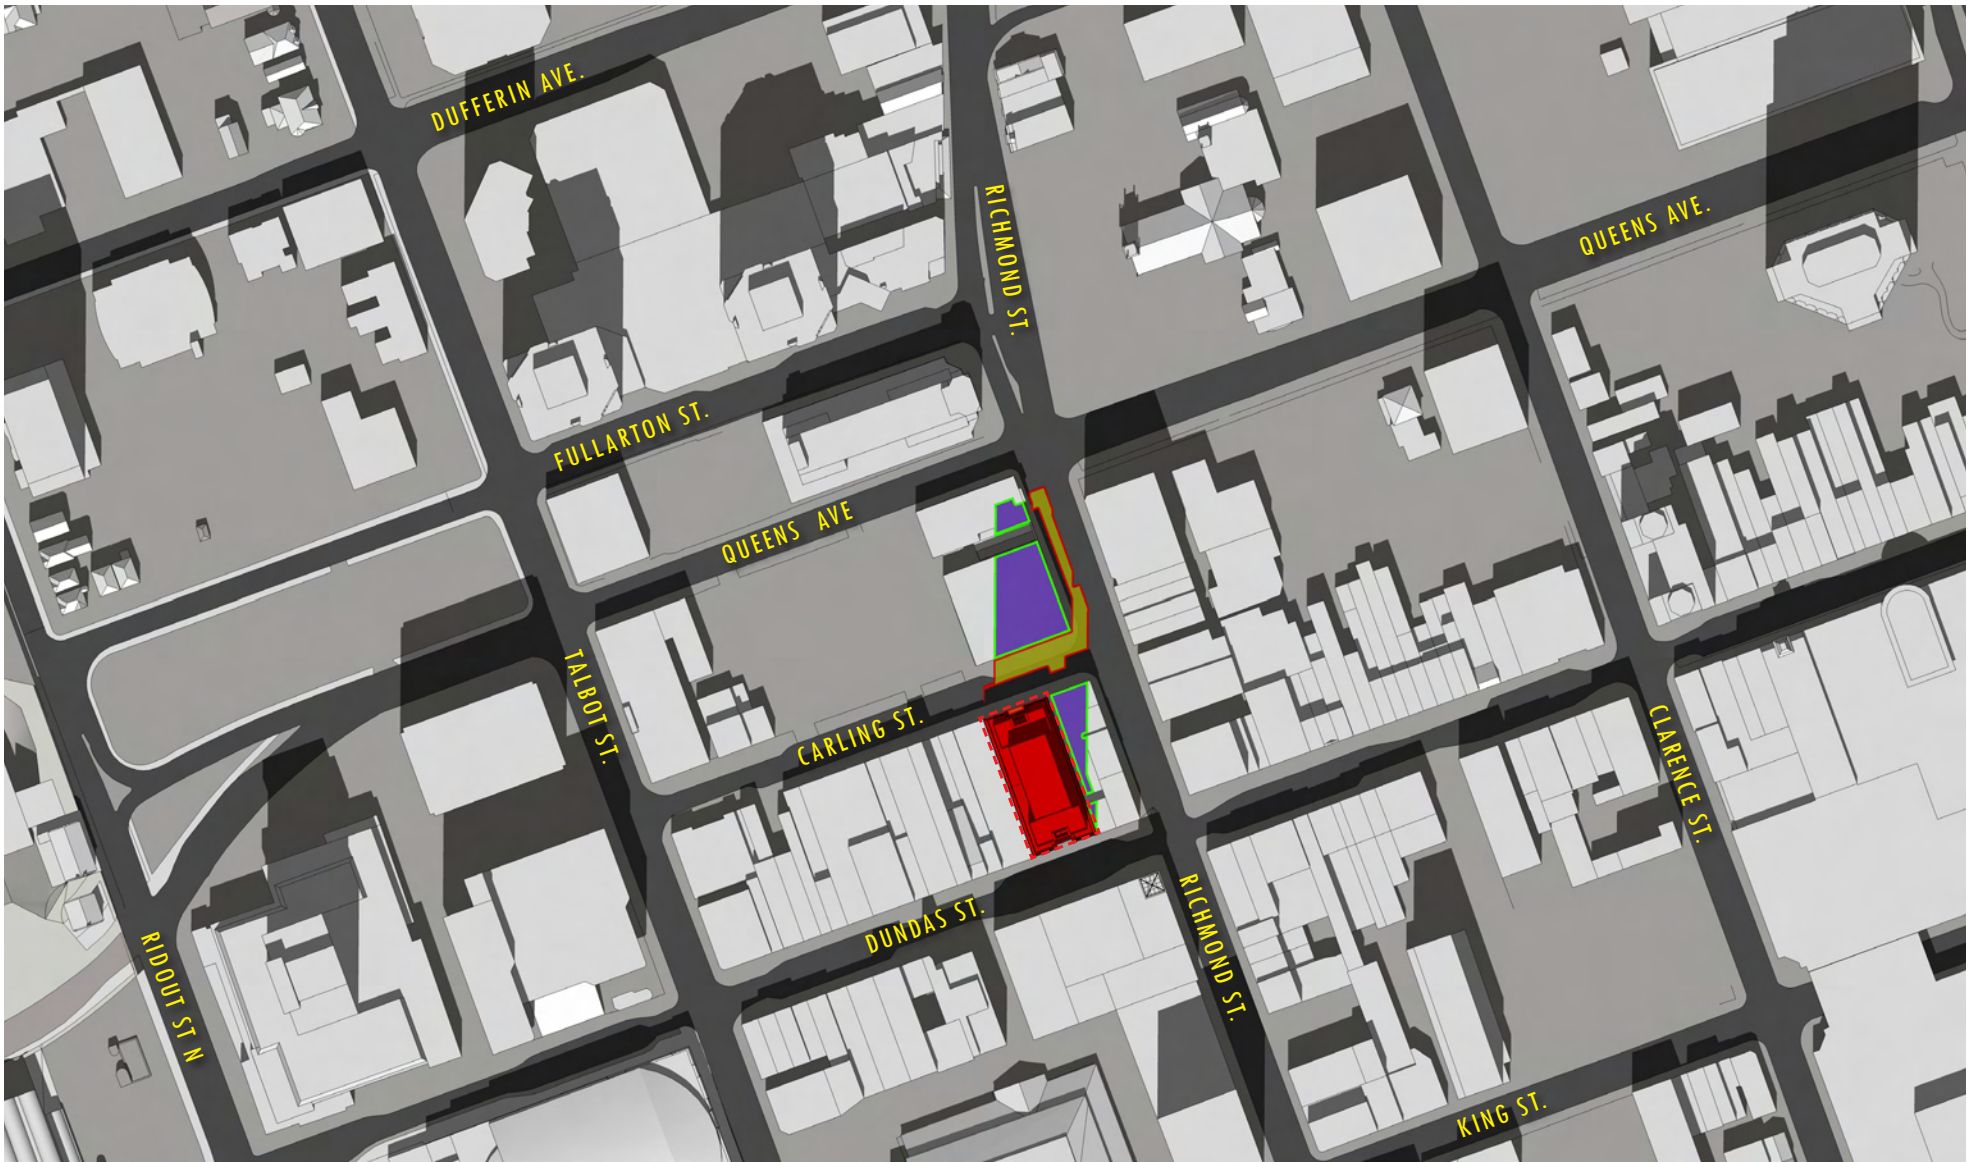 DUFFERIN AVE.
RICHMOND ST.
QUEENS AVE.
FULLARTON ST.
QUEENS AVE
TALBOT ST.
CARLING ST.
CLARENCE ST.
DUNDAS ST.
RICHMOND ST.
RIDOUT ST N
KING ST.